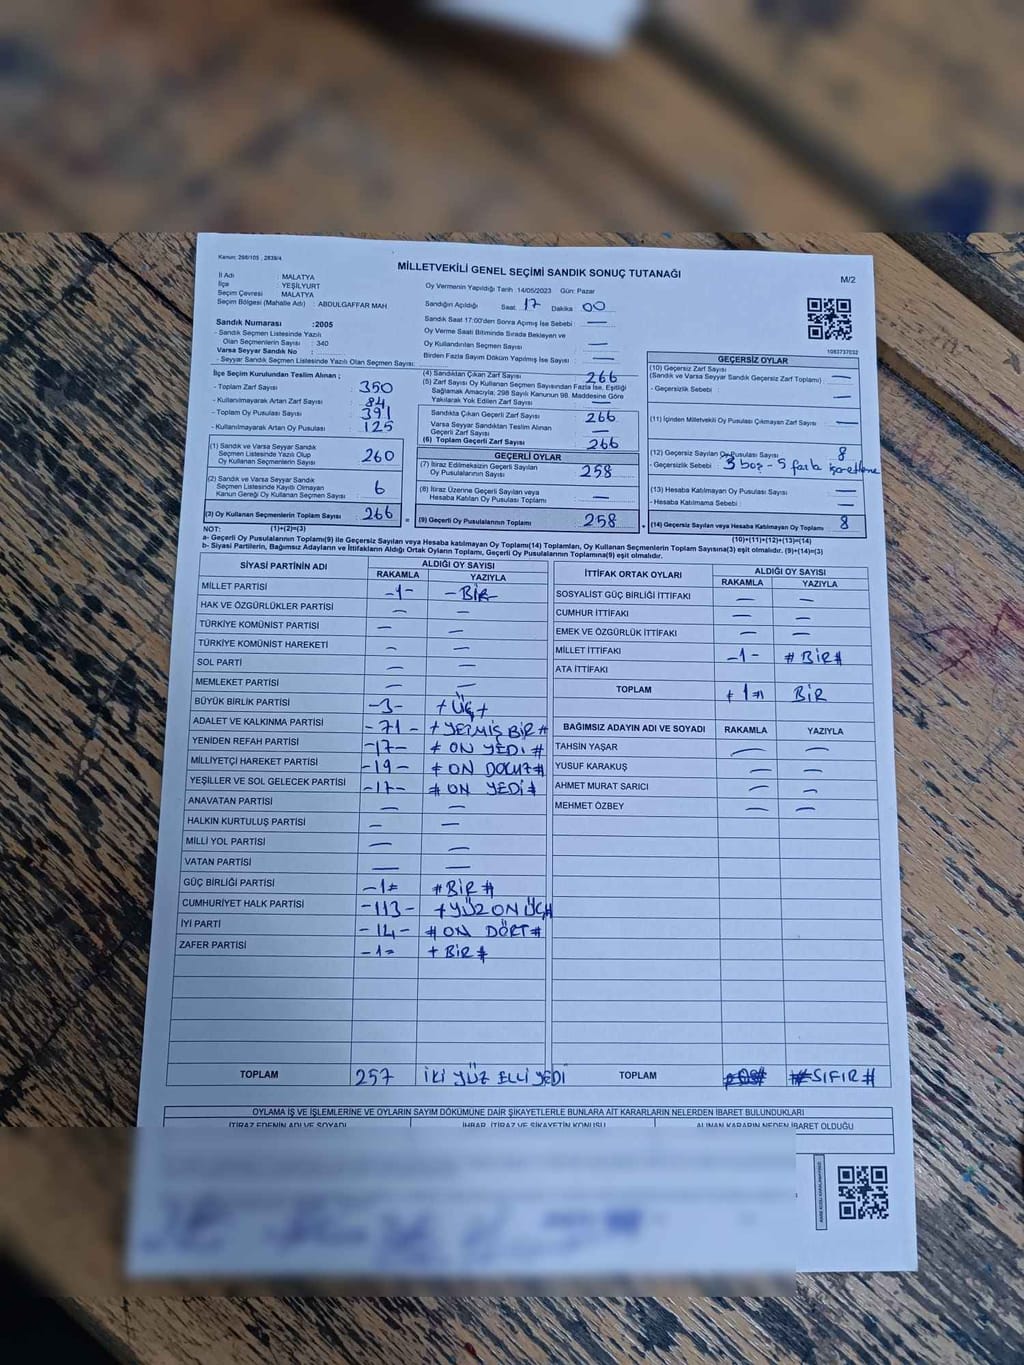 Kanun: 298/105 , 2839/4
MİLLETVEKİLİ GENEL SEÇİMİ SANDIK SONUÇ TUTANAĞI
M/2
İl Adı : MALATYA
İlçe : YEŞİLYURT
Seçim Çevresi : MALATYA
Seçim Bölgesi (Mahalle Adı) : ABDULGAFFAR MAH.
Sandık Numarası :2005
- Sandık Seçmen Listesinde Yazılı
Olan Seçmenlerin Sayısı : 340
Varsa Seyyar Sandık No :
- Seyyar Sandık Seçmen Listesinde Yazılı Olan Seçmen Sayısı:
Oy Vermenin Yapıldığı Tarih :14/05/2023 Gün: Pazar
Sandığın Açıldığı Saat: 17 Dakika 00
Sandık Saat 17:00'den Sonra Açılmış İse Sebebi : —
Oy Verme Saati Bitiminde Sırada Bekleyen ve
Oy Kullandırılan Seçmen Sayısı —
Birden Fazla Sayım Döküm Yapılmış İse Sayısı : —
1083737032
İlçe Seçim Kurulundan Teslim Alınan ;
- Toplam Zarf Sayısı 350
- Kullanılmayarak Artan Zarf Sayısı 84
- Toplam Oy Pusulası Sayısı 391
- Kullanılmayarak Artan Oy Pusulası 125
(1) Sandık ve Varsa Seyyar Sandık
Seçmen Listesinde Yazılı Olup
Oy Kullanan Seçmenlerin Sayısı 260
(2) Sandık ve Varsa Seyyar Sandık
Seçmen Listesinde Kayıtlı Olmayan
Kanun Gereği Oy Kullanan Seçmen Sayısı 6
(3) Oy Kullanan Seçmenlerin Toplam Sayısı 266
(1)+(2)=(3)
(4) Sandıktan Çıkan Zarf Sayısı 266
(5) Zarf Sayısı Oy Kullanan Seçmen Sayısından Fazla İse, Eşitliği
Sağlamak Amacıyla; 298 Sayılı Kanunun 98. Maddesine Göre
Yakılarak Yok Edilen Zarf Sayısı —
Sandıkta Çıkan Geçerli Zarf Sayısı 266
Varsa Seyyar Sandıktan Teslim Alınan
Geçerli Zarf Sayısı —
(6) Toplam Geçerli Zarf Sayısı 266
GEÇERLİ OYLAR
(7) İtiraz Edilmeksizin Geçerli Sayılan
Oy Pusulalarının Sayısı 258
(8) İtiraz Üzerine Geçerli Sayılan veya
Hesaba Katılan Oy Pusulası Toplamı —
= (9) Geçerli Oy Pusulalarının Toplamı 258
GEÇERSİZ OYLAR
(10) Geçersiz Zarf Sayısı
(Sandık ve Varsa Seyyar Sandık Geçersiz Zarf Toplamı) —
- Geçersizlik Sebebi : —
(11) İçinden Milletvekili Oy Pusulası Çıkmayan Zarf Sayısı —
(12) Geçersiz Sayılan Oy Pusulası Sayısı 8
- Geçersizlik Sebebi : 3 boş - 5 fazla işaretleme
(13) Hesaba Katılmayan Oy Pusulası Sayısı —
- Hesaba Katılmama Sebebi : —
(14) Geçersiz Sayılan veya Hesaba Katılmayan Oy Toplamı 8
(10)+(11)+(12)+(13)=(14)
NOT:
a- Geçerli Oy Pusulalarının Toplamı(9) ile Geçersiz Sayılan veya Hesaba katılmayan Oy Toplamı(14) Toplamları, Oy Kullanan Seçmenlerin Toplam Sayısına(3) eşit olmalıdır. (9)+(14)=(3)
b- Siyasi Partilerin, Bağımsız Adayların ve İttifakların Aldığı Ortak Oyların Toplamı, Geçerli Oy Pusulalarının Toplamına(9) eşit olmalıdır.
SİYASİ PARTİNİN ADI ALDIĞI OY SAYISI
RAKAMLA YAZIYLA
MİLLET PARTİSİ -1- -BİR-
HAK VE ÖZGÜRLÜKLER PARTİSİ — —
TÜRKİYE KOMÜNİST PARTİSİ — —
TÜRKİYE KOMÜNİST HAREKETİ — —
SOL PARTİ — —
MEMLEKET PARTİSİ — —
BÜYÜK BİRLİK PARTİSİ -3- +ÜÇ+
ADALET VE KALKINMA PARTİSİ -71- +YETMİŞ BİR#
YENİDEN REFAH PARTİSİ -17- #ON YEDİ#
MİLLİYETÇİ HAREKET PARTİSİ -19- #ON DOKUZ#
YEŞİLLER VE SOL GELECEK PARTİSİ -17- #ON YEDİ#
ANAVATAN PARTİSİ — —
HALKIN KURTULUŞ PARTİSİ — —
MİLLİ YOL PARTİSİ — —
VATAN PARTİSİ — —
GÜÇ BİRLİĞİ PARTİSİ -1= #BİR#
CUMHURİYET HALK PARTİSİ -113- +YÜZ ON ÜÇ#
İYİ PARTİ -14- #ON DÖRT#
ZAFER PARTİSİ -1= +BİR#
TOPLAM 257 İKİ YÜZ ELLİ YEDİ
İTTİFAK ORTAK OYLARI ALDIĞI OY SAYISI
RAKAMLA YAZIYLA
SOSYALİST GÜÇ BİRLİĞİ İTTİFAKI — —
CUMHUR İTTİFAKI — —
EMEK VE ÖZGÜRLÜK İTTİFAKI — —
MİLLET İTTİFAKI -1- #BİR#
ATA İTTİFAKI
TOPLAM +1# BİR
BAĞIMSIZ ADAYIN ADI VE SOYADI RAKAMLA YAZIYLA
TAHSİN YAŞAR — —
YUSUF KARAKUŞ — —
AHMET MURAT SARICI — —
MEHMET ÖZBEY — —
TOPLAM #SIFIR#
OYLAMA İŞ VE İŞLEMLERİNE VE OYLARIN SAYIM DÖKÜMÜNE DAİR ŞİKAYETLERLE BUNLARA AİT KARARLARIN NELERDEN İBARET BULUNDUKLARI
İTİRAZ EDENİN ADI VE SOYADI İHBAR, İTİRAZ VE ŞİKAYETİN KONUSU ALINAN KARARIN NEDEN İBARET OLDUĞU